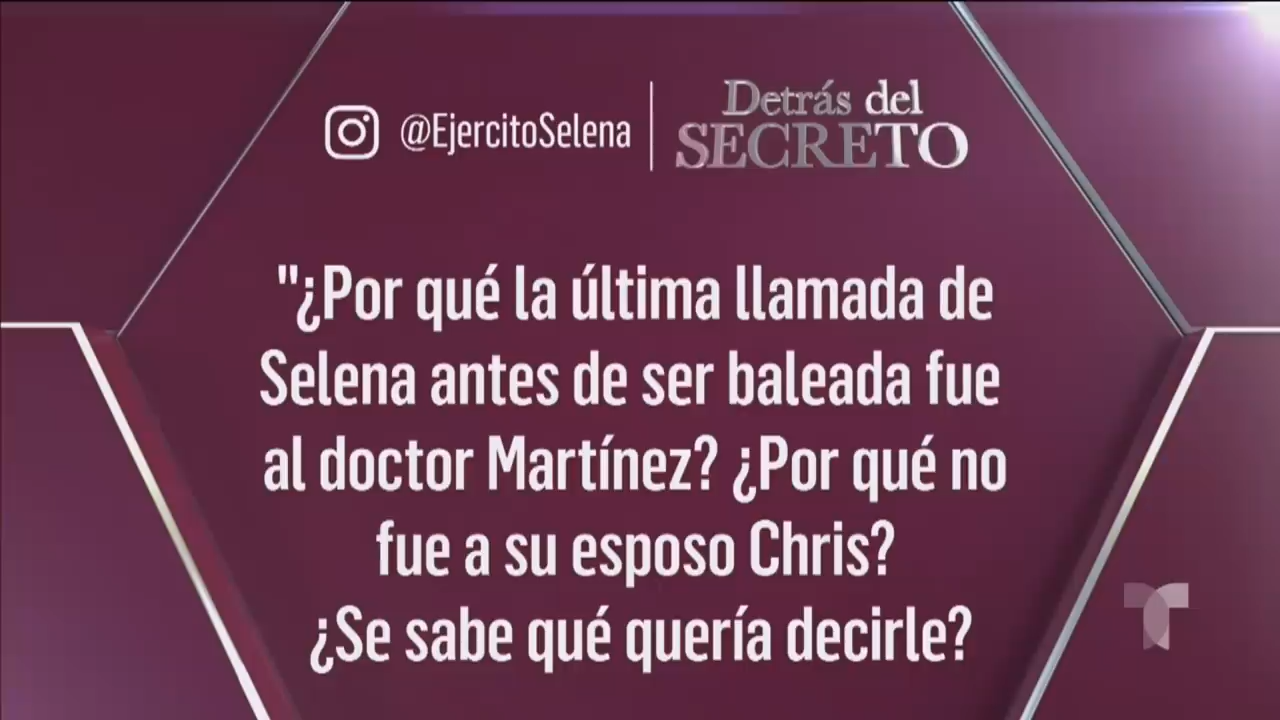 @EjercitoSelena
Detrás del
SECRETO
"¿Por qué la última llamada de
Selena antes de ser baleada fue
al doctor Martínez? ¿Por qué no
fue a su esposo Chris?
¿Se sabe qué quería decirle?